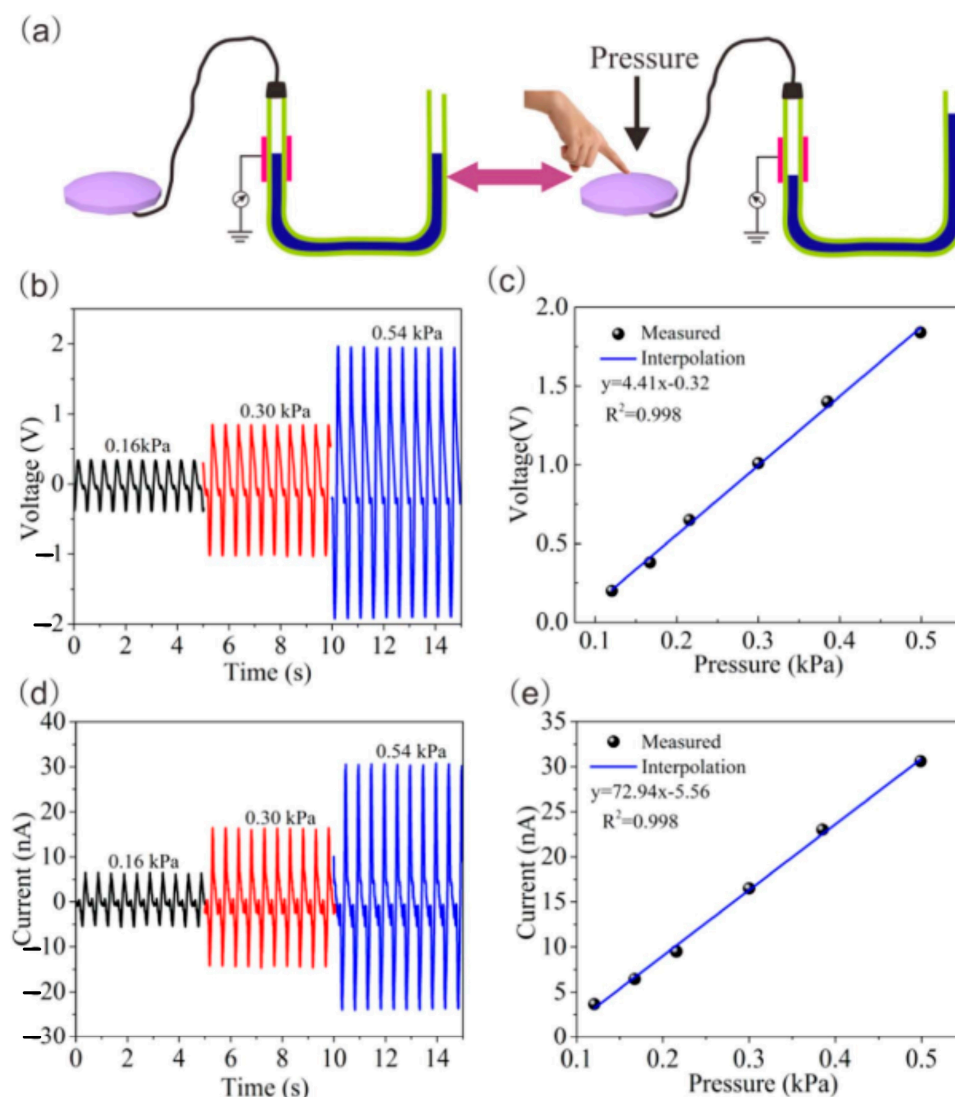 (a)
Pressure
(b)
Voltage (V)
2
1
0
−1
−2
0.16kPa
0.30 kPa
0.54 kPa
0 2 4 6 8 10 12 14
Time (s)
(c)
Voltage(V)
2.0
1.5
1.0
0.5
0.0
Measured
Interpolation
y=4.41x-0.32
R²=0.998
0.1 0.2 0.3 0.4 0.5
Pressure (kPa)
(d)
Current (nA)
40
30
20
10
0
−10
−20
−30
0.16 kPa
0.30 kPa
0.54 kPa
0 2 4 6 8 10 12 14
Time (s)
(e)
Current (nA)
35
30
25
20
15
10
5
0
Measured
Interpolation
y=72.94x-5.56
R²=0.998
0.1 0.2 0.3 0.4 0.5
Pressure (kPa)